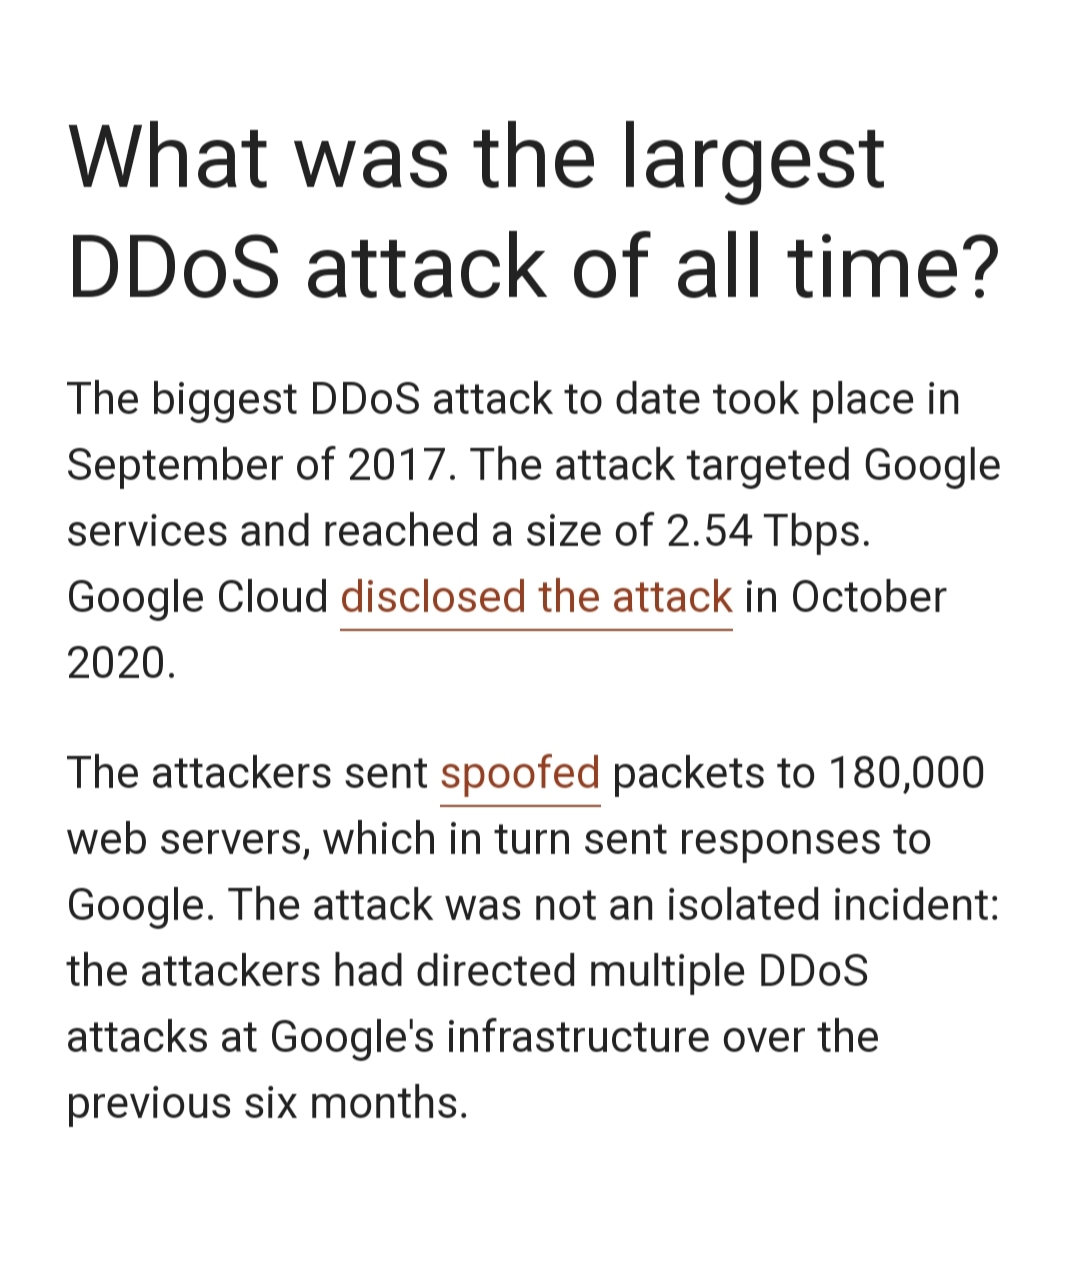 What was the largest
DDoS attack of all time?
The biggest DDoS attack to date took place in
September of 2017. The attack targeted Google
services and reached a size of 2.54 Tbps.
Google Cloud disclosed the attack in October
2020.
The attackers sent spoofed packets to 180,000
web servers, which in turn sent responses to
Google. The attack was not an isolated incident:
the attackers had directed multiple DDoS
attacks at Google's infrastructure over the
previous six months.